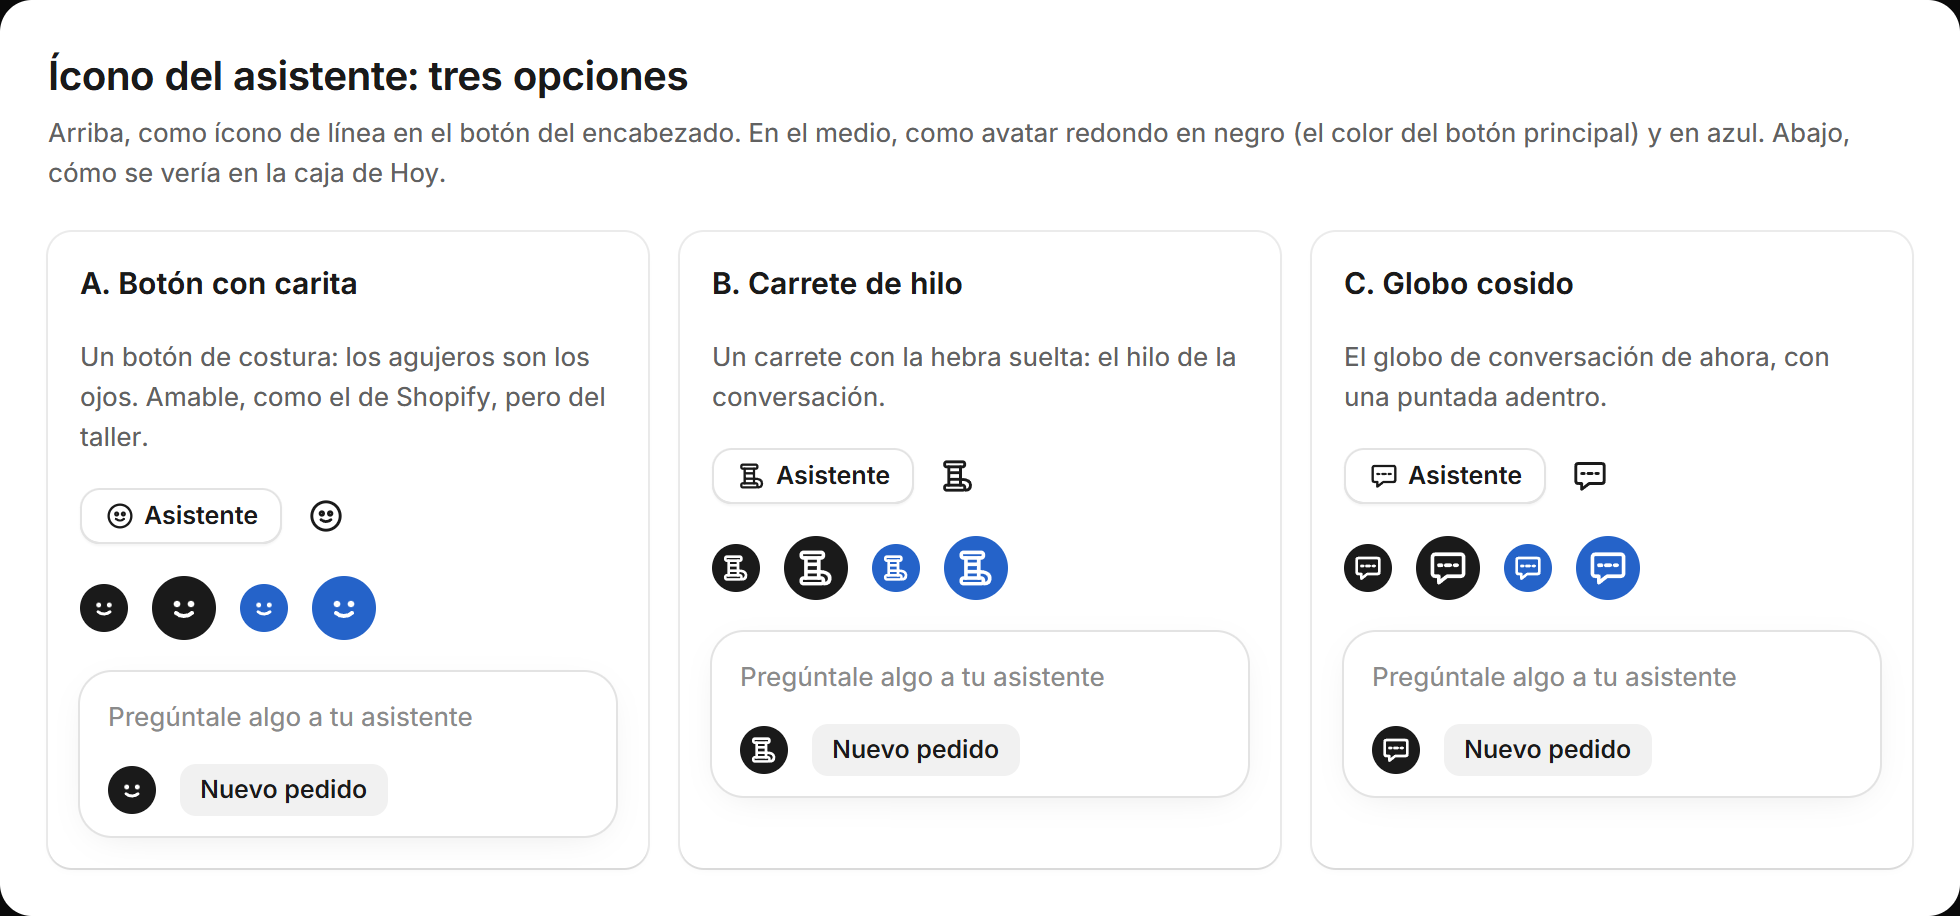 Ícono del asistente: tres opciones
Arriba, como ícono de línea en el botón del encabezado. En el medio, como avatar redondo en negro (el color del botón principal) y en azul. Abajo,
cómo se vería en la caja de Hoy.
A. Botón con carita
Un botón de costura: los agujeros son los
ojos. Amable, como el de Shopify, pero del
taller.
Asistente
Pregúntale algo a tu asistente
Nuevo pedido
B. Carrete de hilo
Un carrete con la hebra suelta: el hilo de la
conversación.
Asistente
Pregúntale algo a tu asistente
Nuevo pedido
C. Globo cosido
El globo de conversación de ahora, con
una puntada adentro.
Asistente
Pregúntale algo a tu asistente
Nuevo pedido